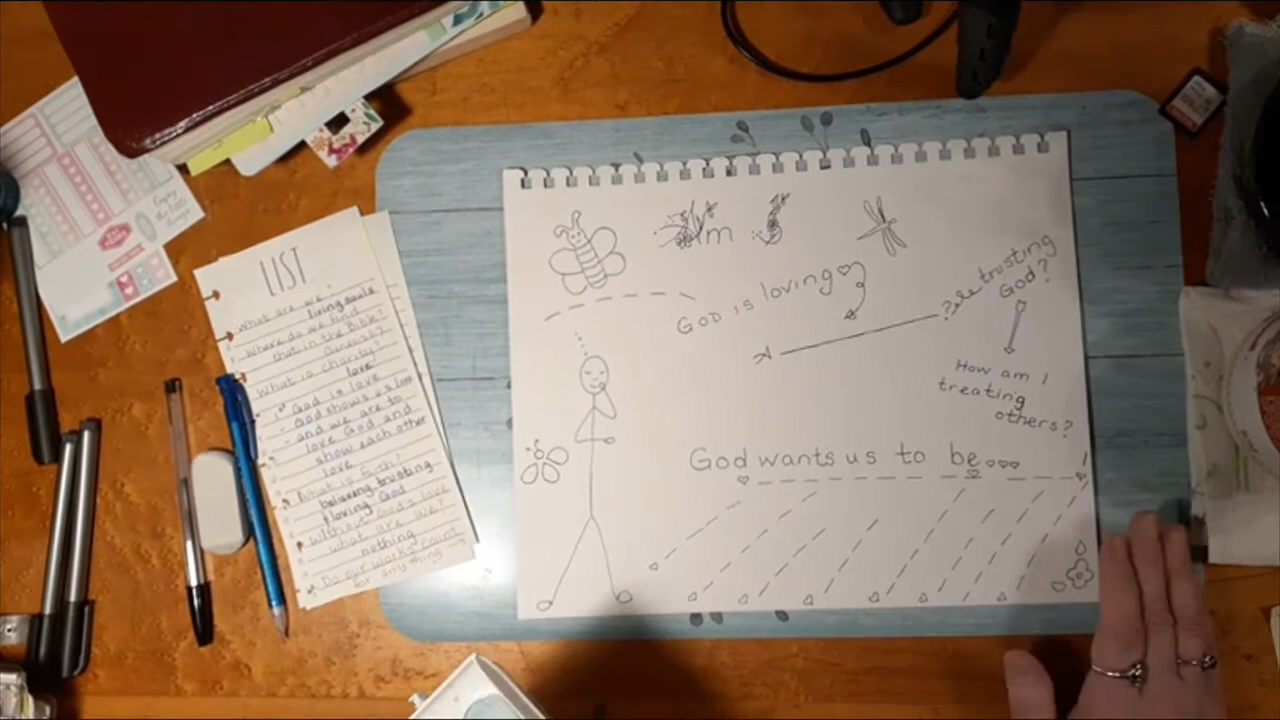 LIST
What are we?
living souls
Where do we find
that in the Bible?
Genesis?
What is charity?
love
God is love
- God shows us love
- and we are to
love God and
show each other
love
What is faith?
believing, trusting
& loving God
Without God's love
what are we?
nothing
Do our works count
for anything →
m
GOD IS loving
trusting
God?
How am I
treating
others?
God wants us to be